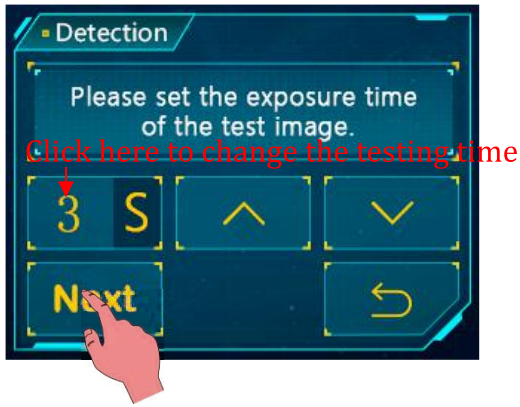 Detection
Please set the exposure time
of the test image.
Click here to change the testing time
3 S
Next